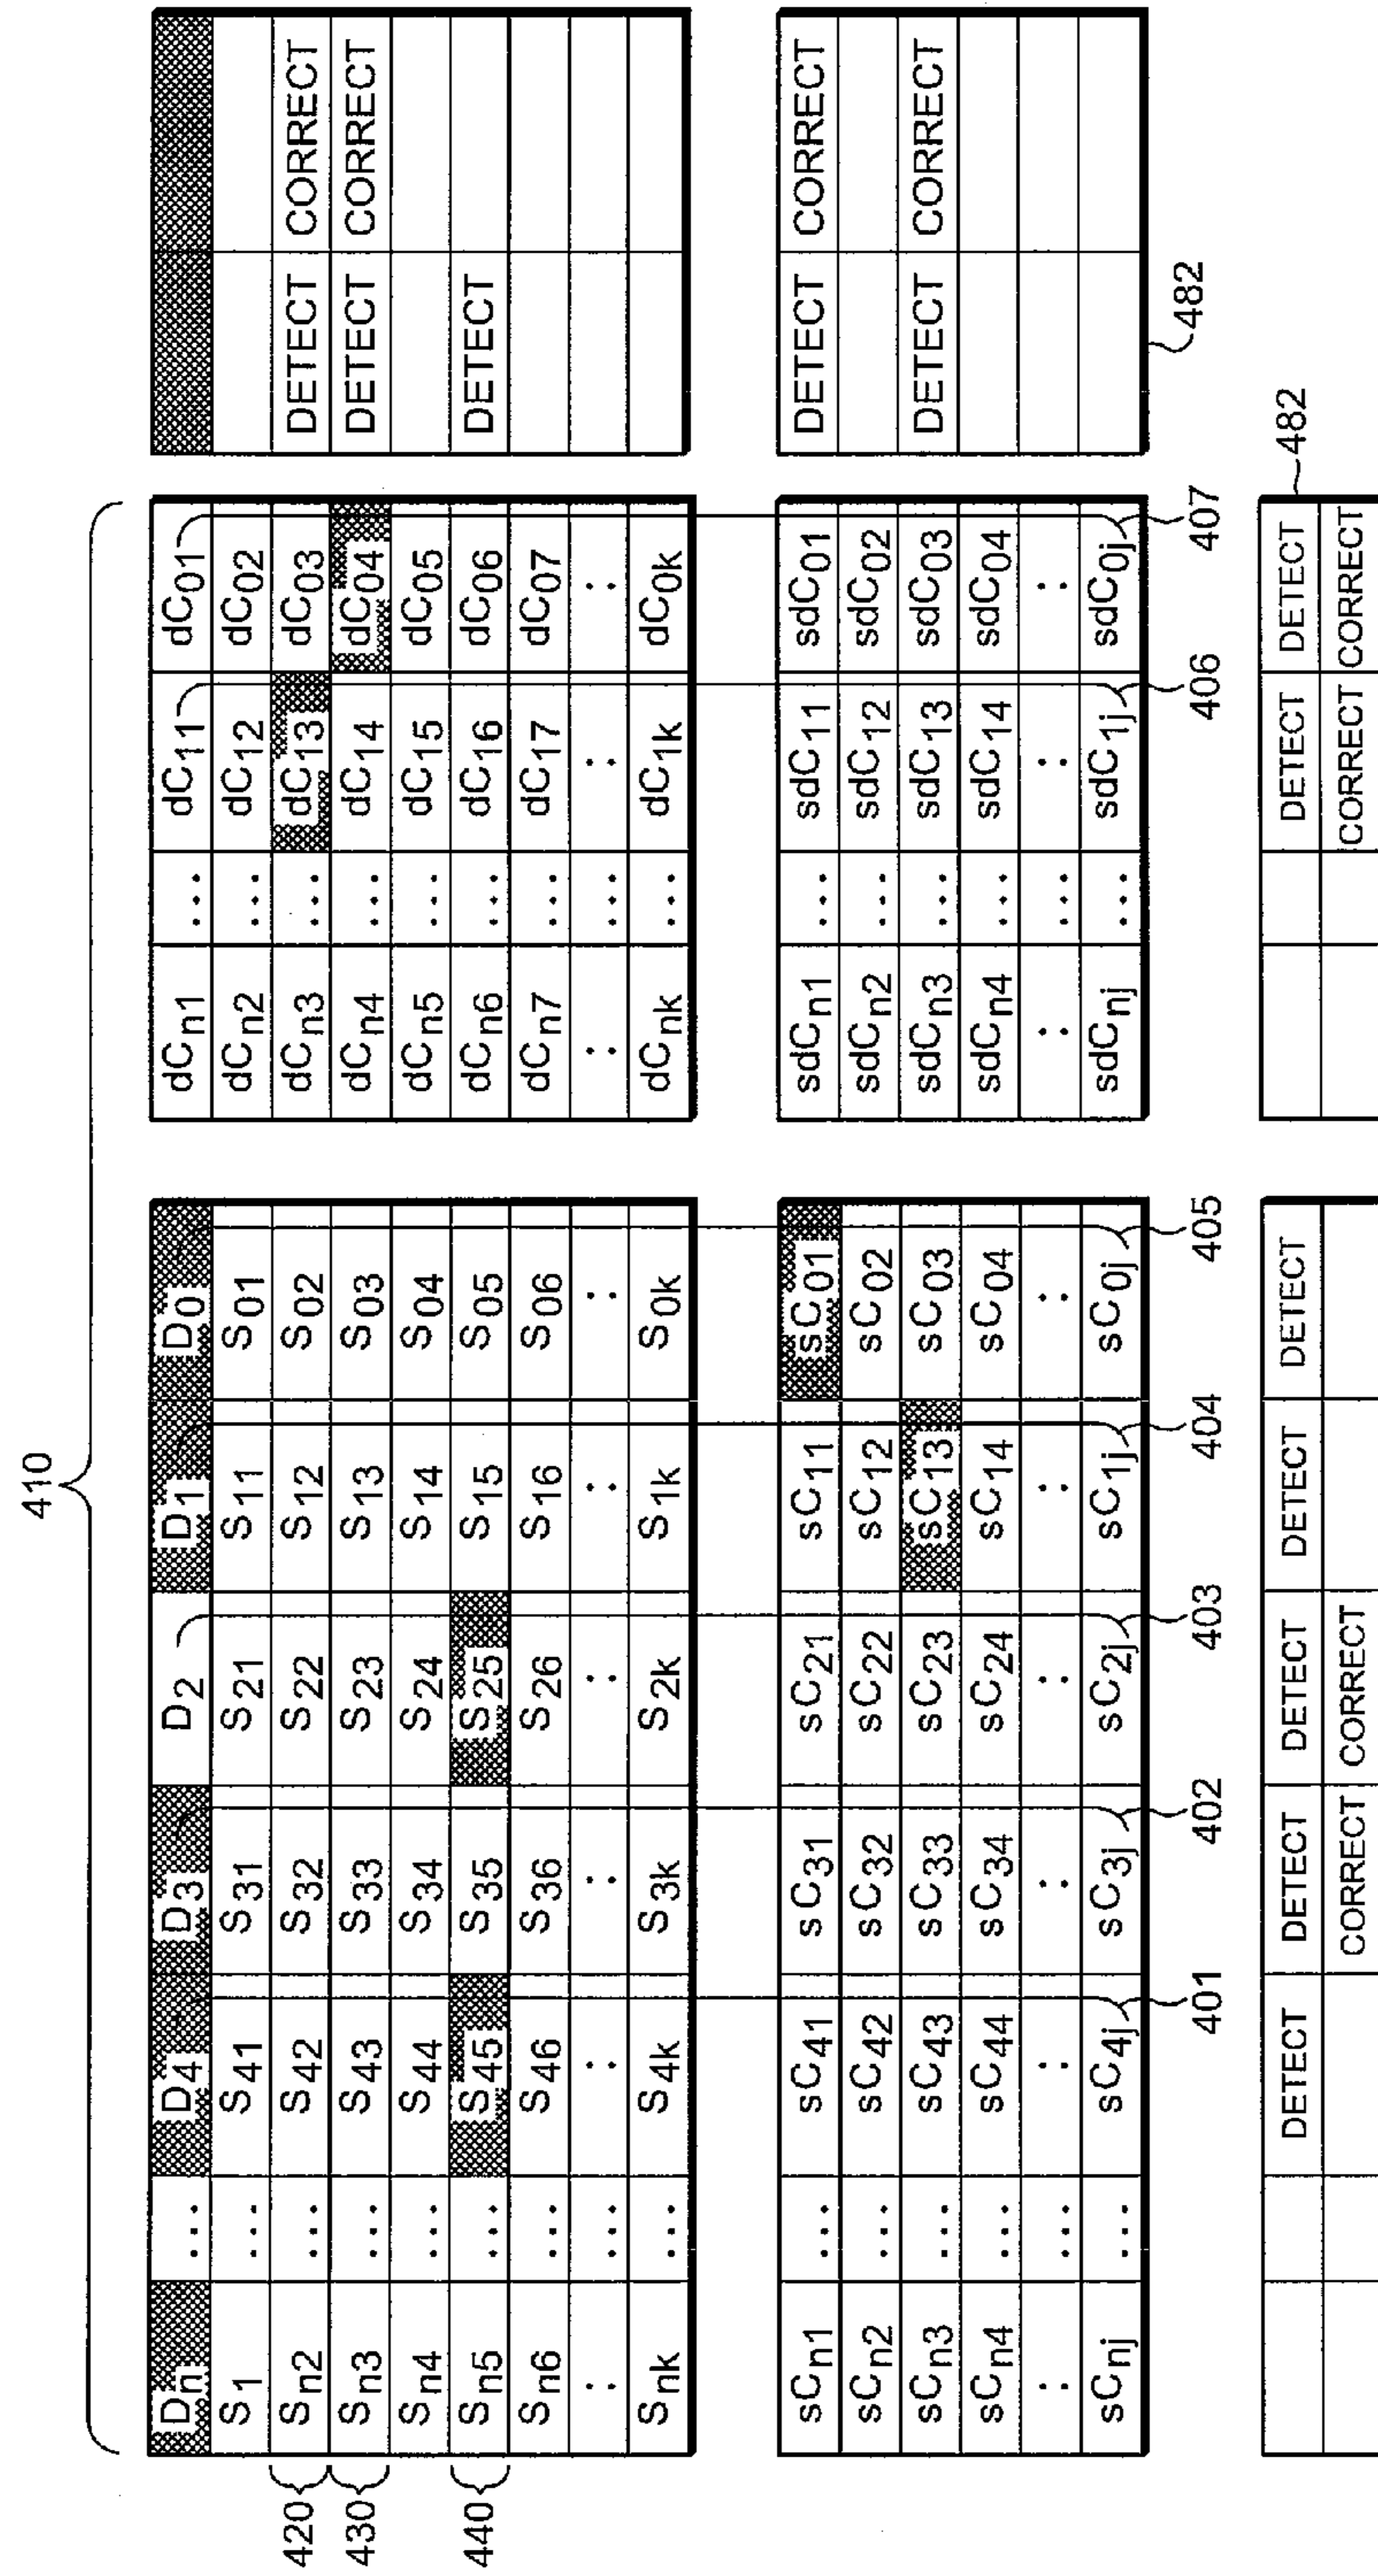 410
Dn ... D4 D3 D2 D1 D0 dCn1 ... dC11 dC01
S1 ... S41 S31 S21 S11 S01 dCn2 ... dC12 dC02
420 Sn2 ... S42 S32 S22 S12 S02 dCn3 ... dC13 dC03 DETECT CORRECT
430 Sn3 ... S43 S33 S23 S13 S03 dCn4 ... dC14 dC04 DETECT CORRECT
Sn4 ... S44 S34 S24 S14 S04 dCn5 ... dC15 dC05
440 Sn5 ... S45 S35 S25 S15 S05 dCn6 ... dC16 dC06 DETECT
Sn6 ... S46 S36 S26 S16 S06 dCn7 ... dC17 dC07
: ... : : : : : : ... : :
Snk ... S4k S3k S2k S1k S0k dCnk ... dC1k dC0k
sCn1 ... sC41 sC31 sC21 sC11 sC01 sdCn1 ... sdC11 sdC01 DETECT CORRECT
sCn2 ... sC42 sC32 sC22 sC12 sC02 sdCn2 ... sdC12 sdC02
sCn3 ... sC43 sC33 sC23 sC13 sC03 sdCn3 ... sdC13 sdC03 DETECT CORRECT
sCn4 ... sC44 sC34 sC24 sC14 sC04 sdCn4 ... sdC14 sdC04
: ... : : : : : : ... : :
sCnj ... sC4j sC3j sC2j sC1j sC0j sdCnj ... sdC1j sdC0j
401 402 403 404 405 406 407 482
DETECT DETECT DETECT DETECT DETECT DETECT DETECT 482
CORRECT CORRECT CORRECT CORRECT